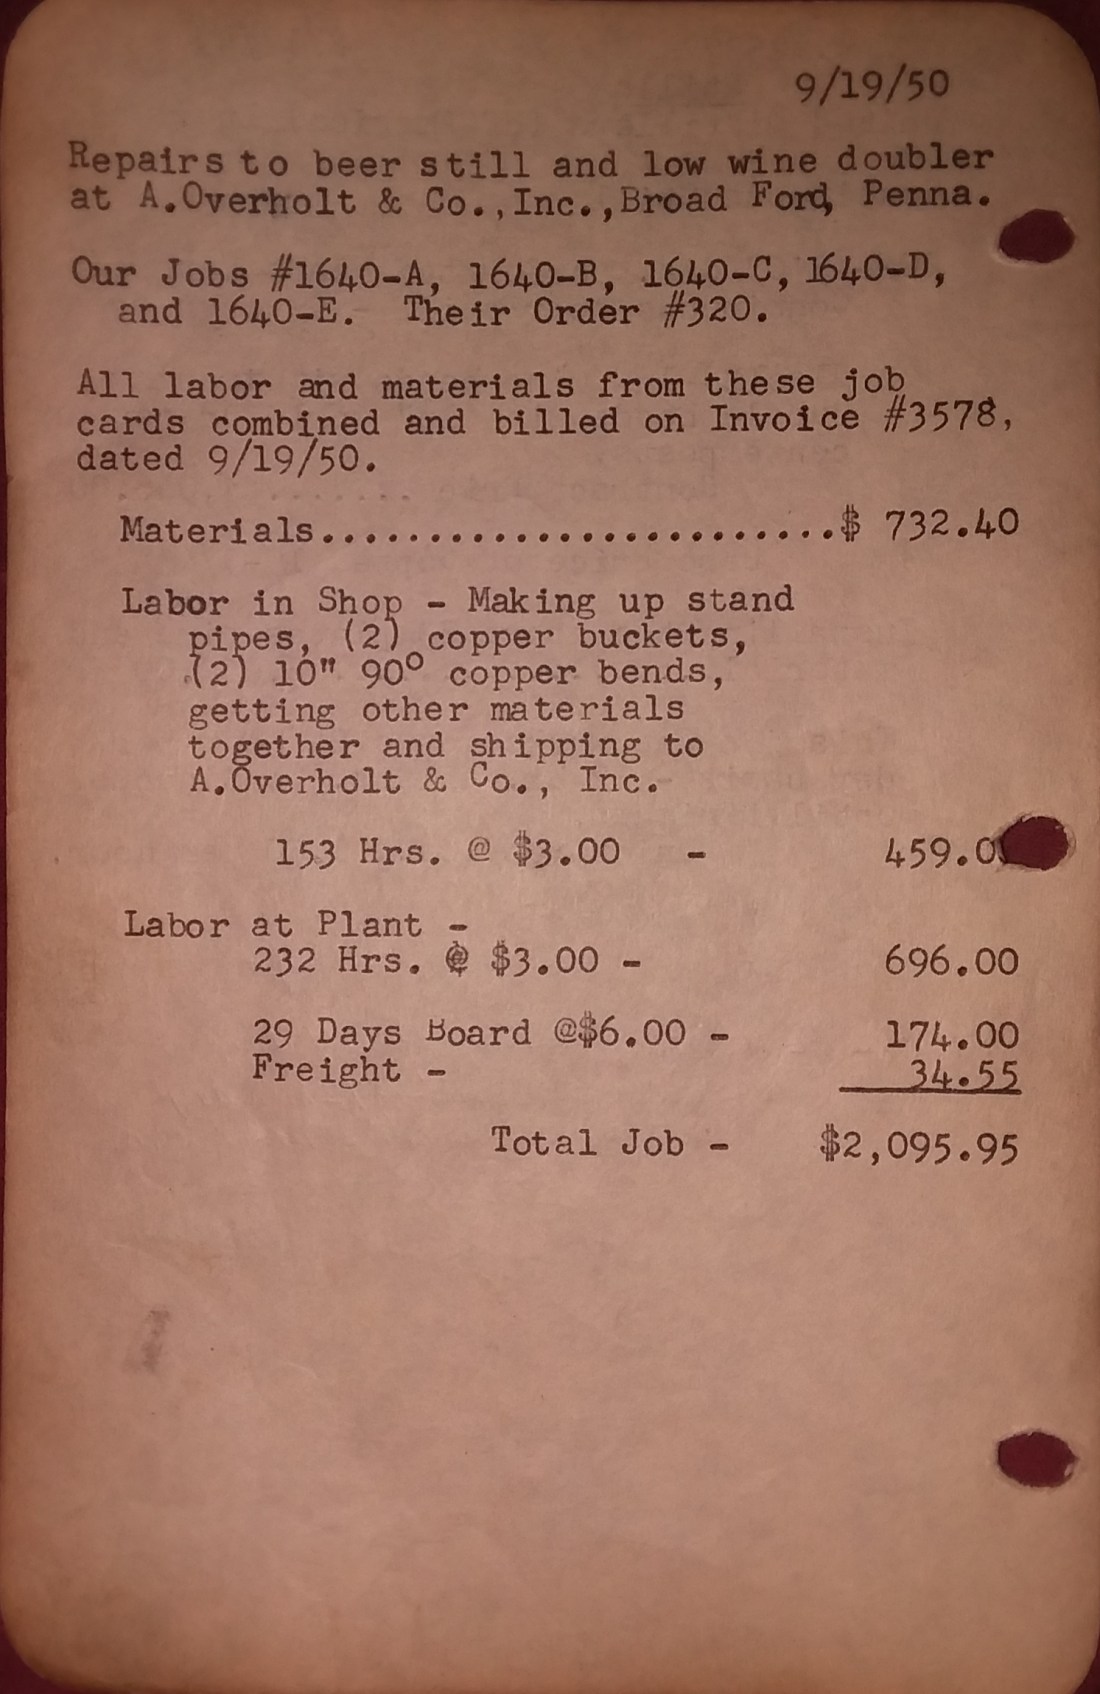 9/19/50
Repairs to beer still and low wine doubler
at A.Overholt & Co.,Inc.,Broad Ford, Penna.
Our Jobs #1640-A, 1640-B, 1640-C, 1640-D,
and 1640-E. Their Order #320.
All labor and materials from these job
cards combined and billed on Invoice #3578,
dated 9/19/50.
Materials........................$ 732.40
Labor in Shop - Making up stand
pipes, (2) copper buckets,
(2) 10" 90° copper bends,
getting other materials
together and shipping to
A.Overholt & Co., Inc.
153 Hrs. @ $3.00 - 459.0
Labor at Plant -
232 Hrs. @ $3.00 - 696.00
29 Days Board @$6.00 - 174.00
Freight - 34.55
Total Job - $2,095.95